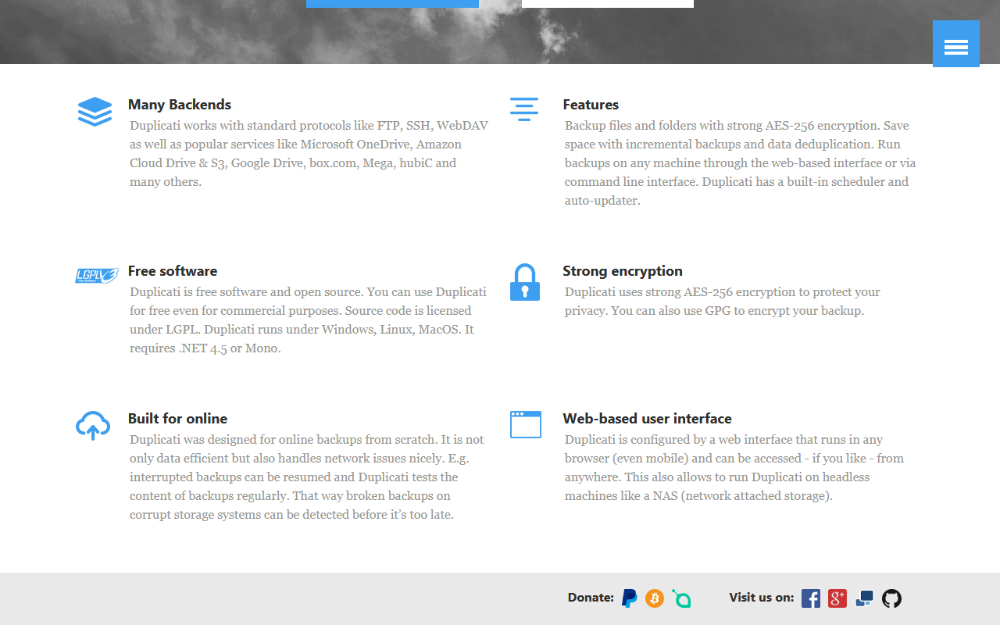 Many Backends
Duplicati works with standard protocols like FTP, SSH, WebDAV
as well as popular services like Microsoft OneDrive, Amazon
Cloud Drive & S3, Google Drive, box.com, Mega, hubiC and
many others.
Features
Backup files and folders with strong AES-256 encryption. Save
space with incremental backups and data deduplication. Run
backups on any machine through the web-based interface or via
command line interface. Duplicati has a built-in scheduler and
auto-updater.
LGPLv3
Free Software
Free software
Duplicati is free software and open source. You can use Duplicati
for free even for commercial purposes. Source code is licensed
under LGPL. Duplicati runs under Windows, Linux, MacOS. It
requires .NET 4.5 or Mono.
Strong encryption
Duplicati uses strong AES-256 encryption to protect your
privacy. You can also use GPG to encrypt your backup.
Built for online
Duplicati was designed for online backups from scratch. It is not
only data efficient but also handles network issues nicely. E.g.
interrupted backups can be resumed and Duplicati tests the
content of backups regularly. That way broken backups on
corrupt storage systems can be detected before it’s too late.
Web-based user interface
Duplicati is configured by a web interface that runs in any
browser (even mobile) and can be accessed - if you like - from
anywhere. This also allows to run Duplicati on headless
machines like a NAS (network attached storage).
Donate:
Visit us on: